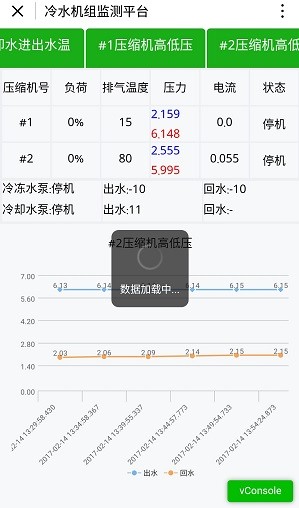 冷水机组监测平台
却水进出水温 #1压缩机高低压 #2压缩机高低压
压缩机号 负荷 排气温度 压力 电流 状态
#1 0% 15 2.159 6.148 0.0 停机
#2 0% 80 2.555 5.995 0.055 停机
冷冻水泵:停机 出水:-10 回水:-10
冷却水泵:停机 出水:11 回水:-
#2压缩机高低压
数据加载中...
7.00
6.13 6.14 6.14 6.15 6.15
5.60
4.20
2.80
2.03 2.06 2.09 2.14 2.15 2.15
1.40
0.00
-02-14 13:29:58.430 2017-02-14 13:34:58.367 2017-02-14 13:39:55.337 2017-02-14 13:44:57.773 2017-02-14 13:49:54.733 2017-02-14 13:54:24.873
出水 回水
vConsole